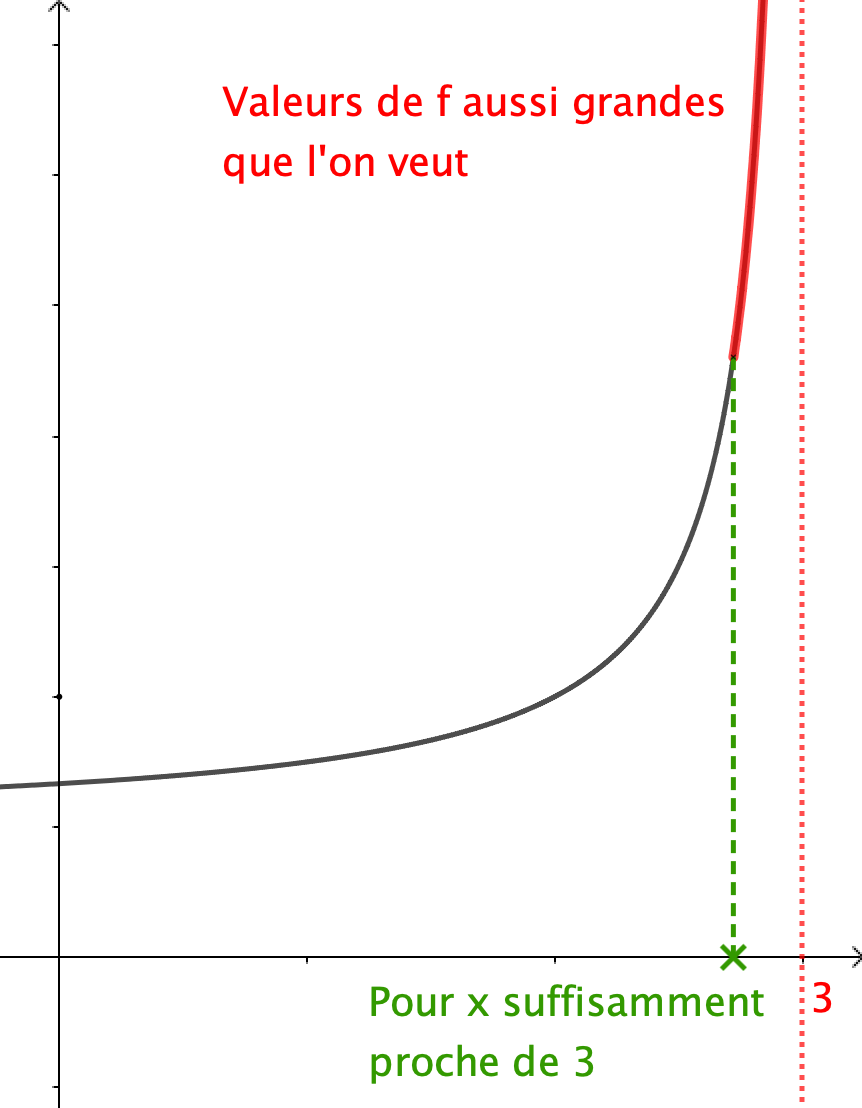 Valeurs de f aussi grandes
que l'on veut
Pour x suffisamment
proche de 3
3